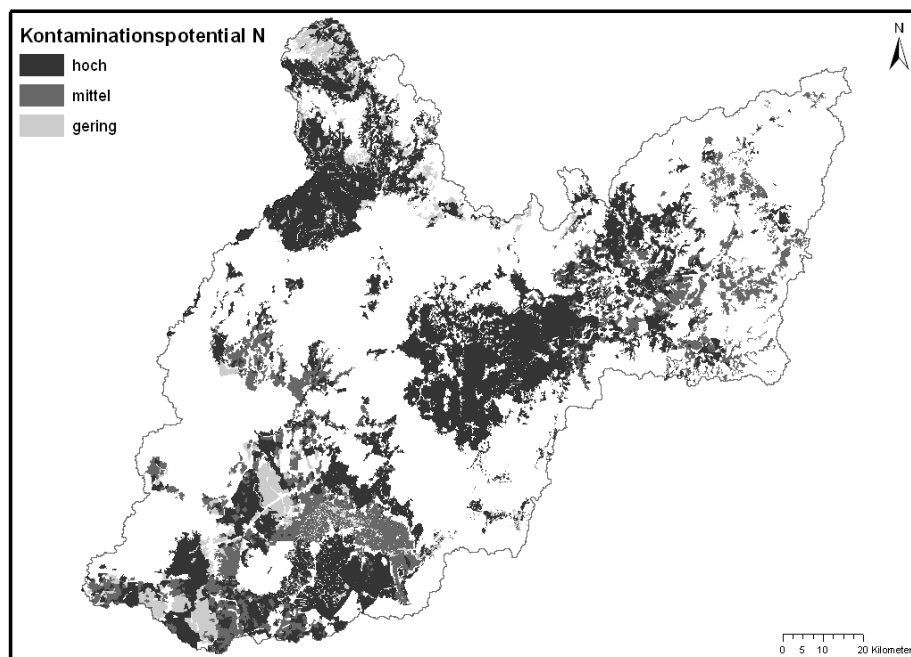 Kontaminationspotential N
hoch
mittel
gering
N
0 5 10 20 Kilometer